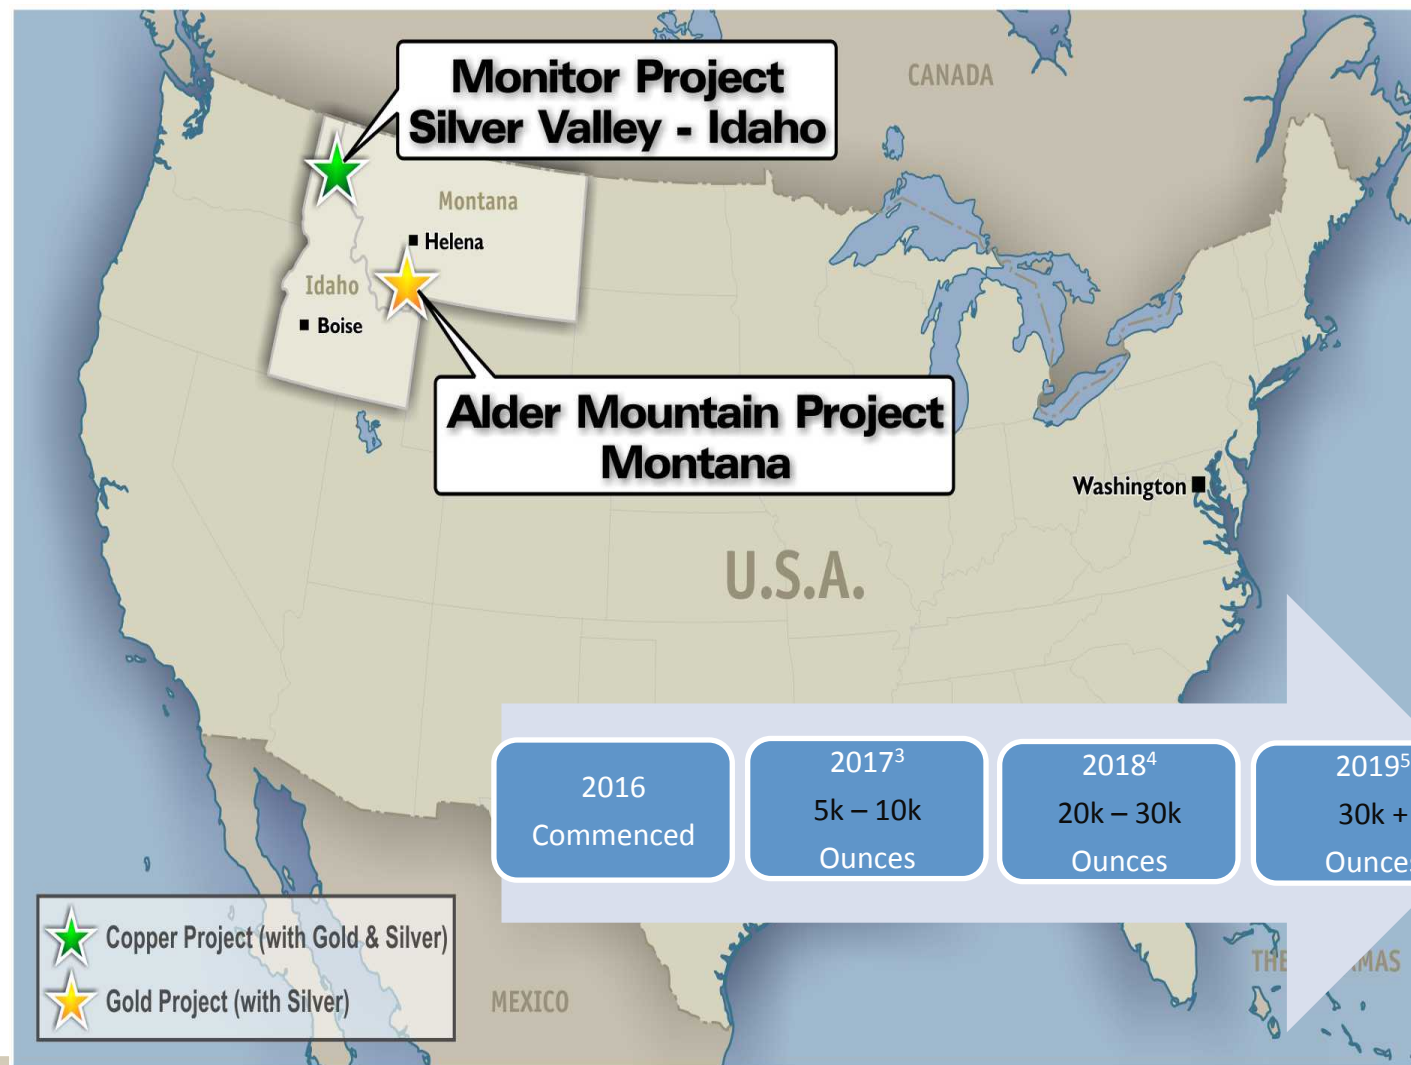 Monitor Project
Silver Valley - Idaho
CANADA
Montana
Helena
Idaho
Boise
Alder Mountain Project
Montana
Washington
U.S.A.
2016
Commenced
2017³
5k – 10k
Ounces
2018⁴
20k – 30k
Ounces
2019⁵
30k +
Copper Project (with Gold & Silver)
Gold Project (with Silver)
MEXICO